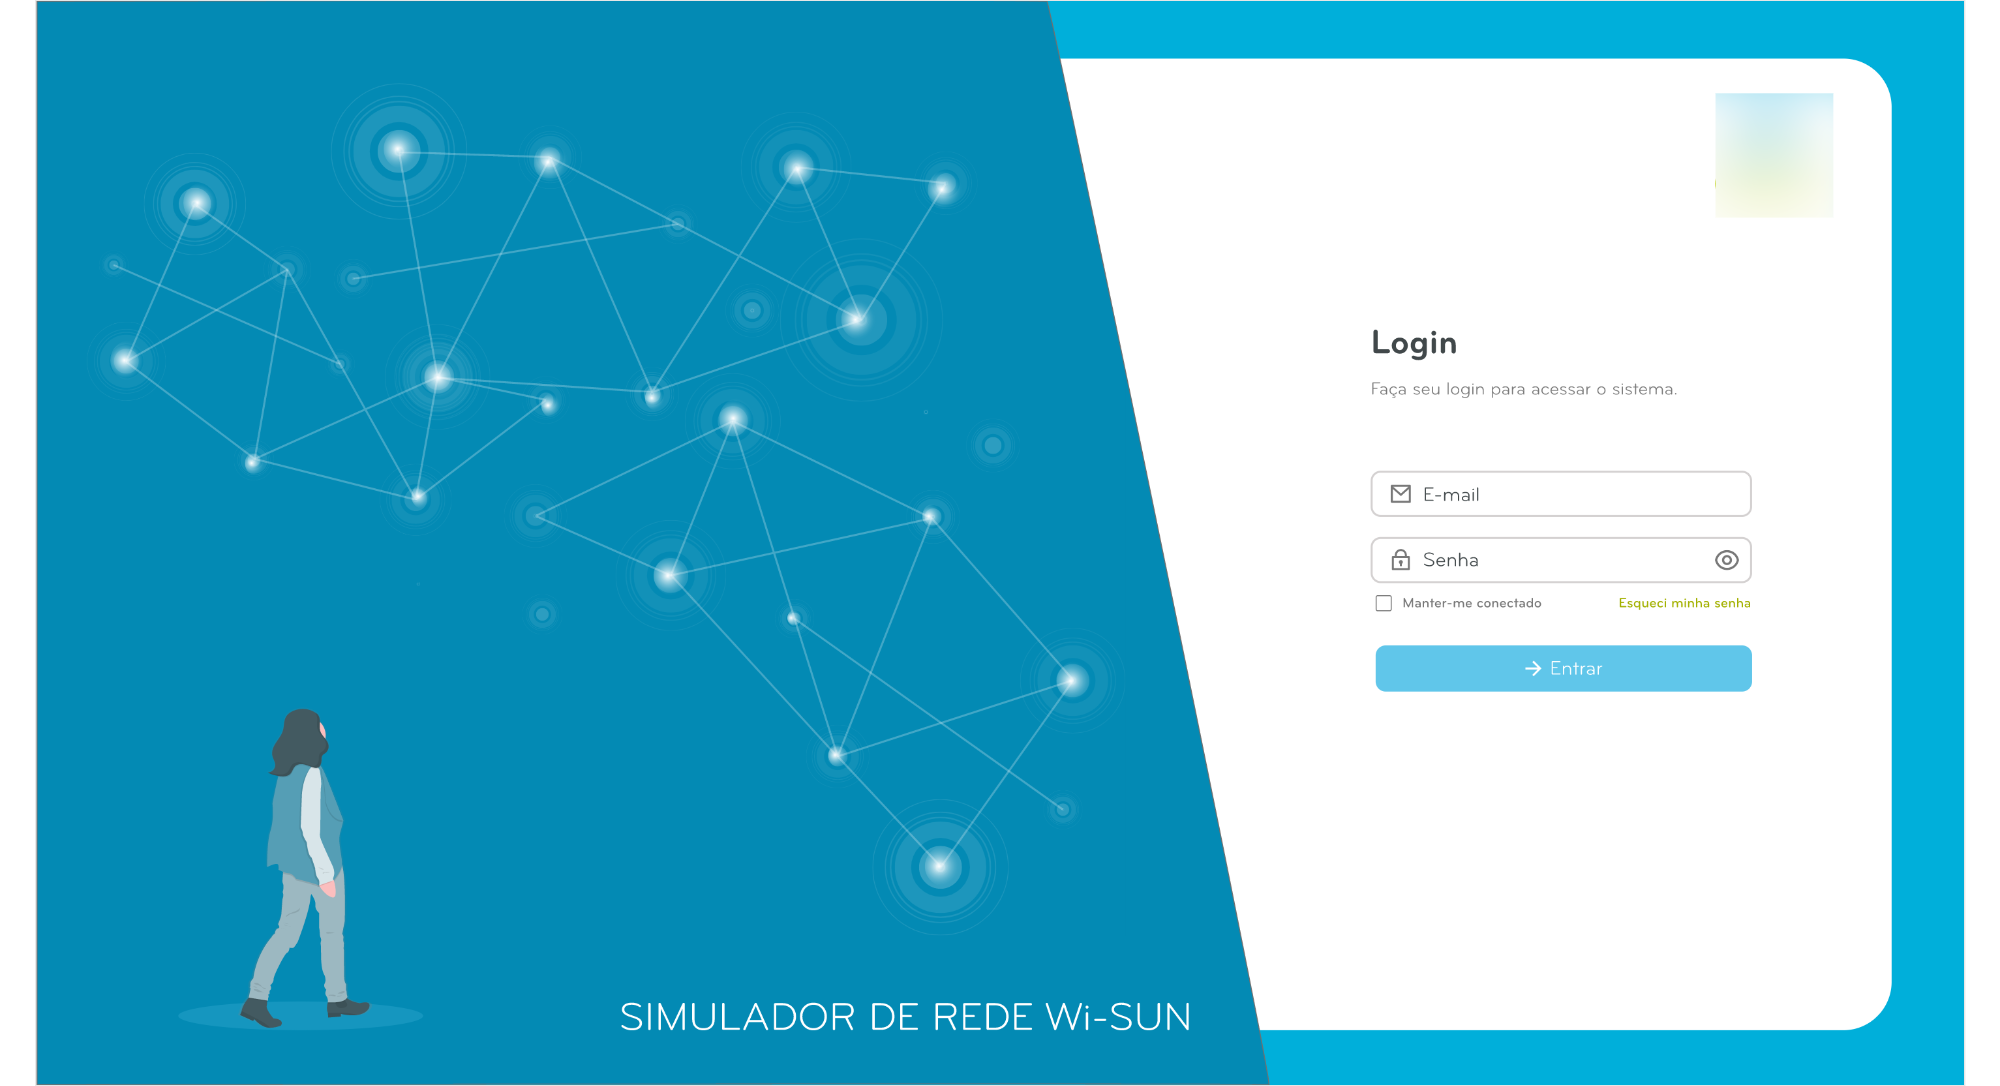 SIMULADOR DE REDE Wi-SUN
Login
Faça seu login para acessar o sistema.
E-mail
Senha
Manter-me conectado
Esqueci minha senha
Entrar